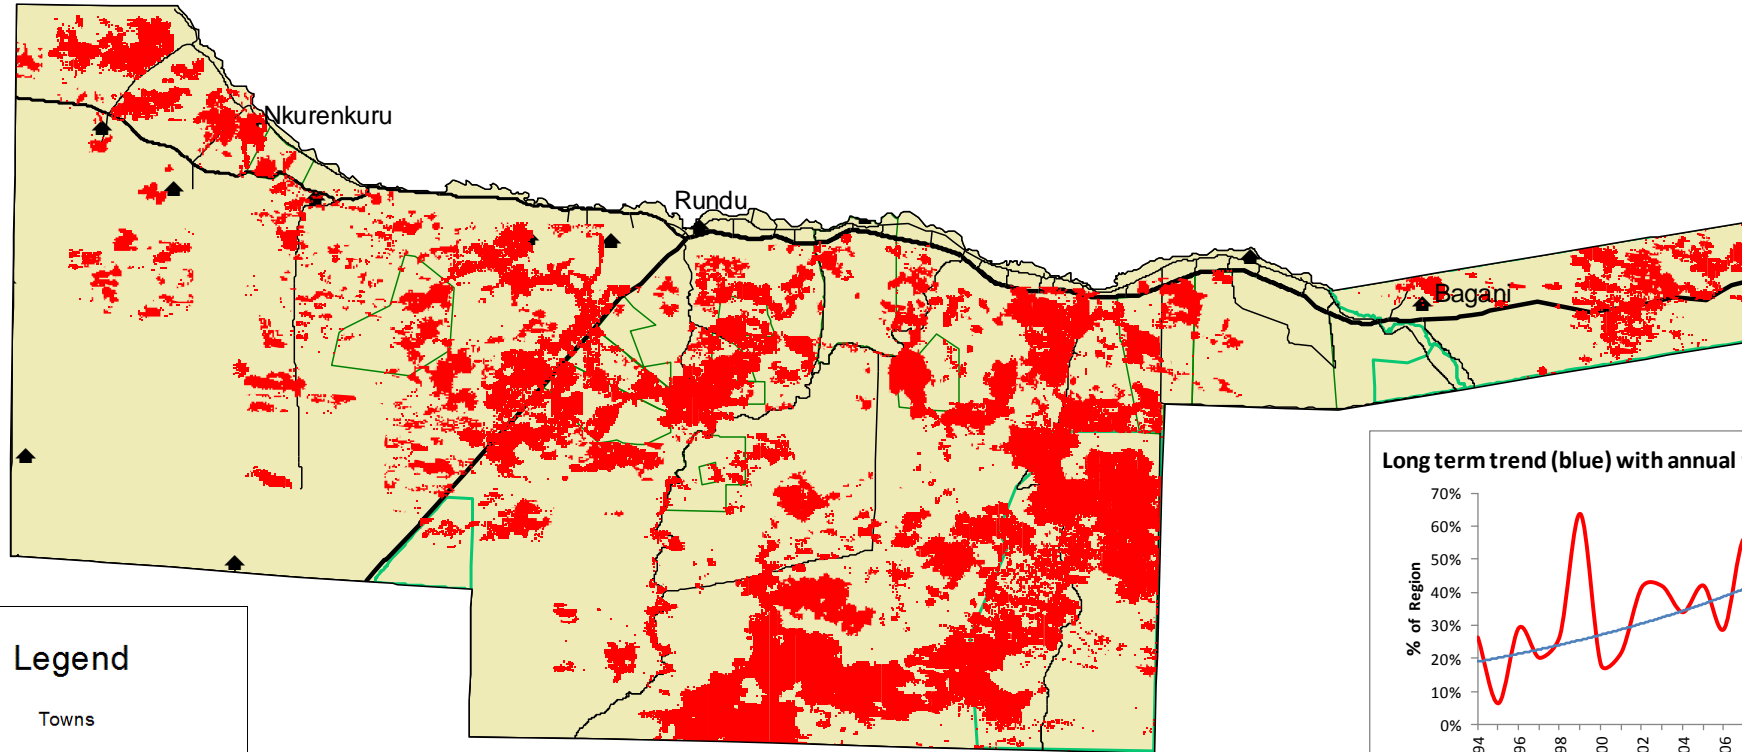 Nkurenkuru
Rundu
Bagani
Legend
Towns
Long term trend (blue) with annual
% of Region
70%
60%
50%
40%
30%
20%
10%
0%
94
96
98
00
02
04
06